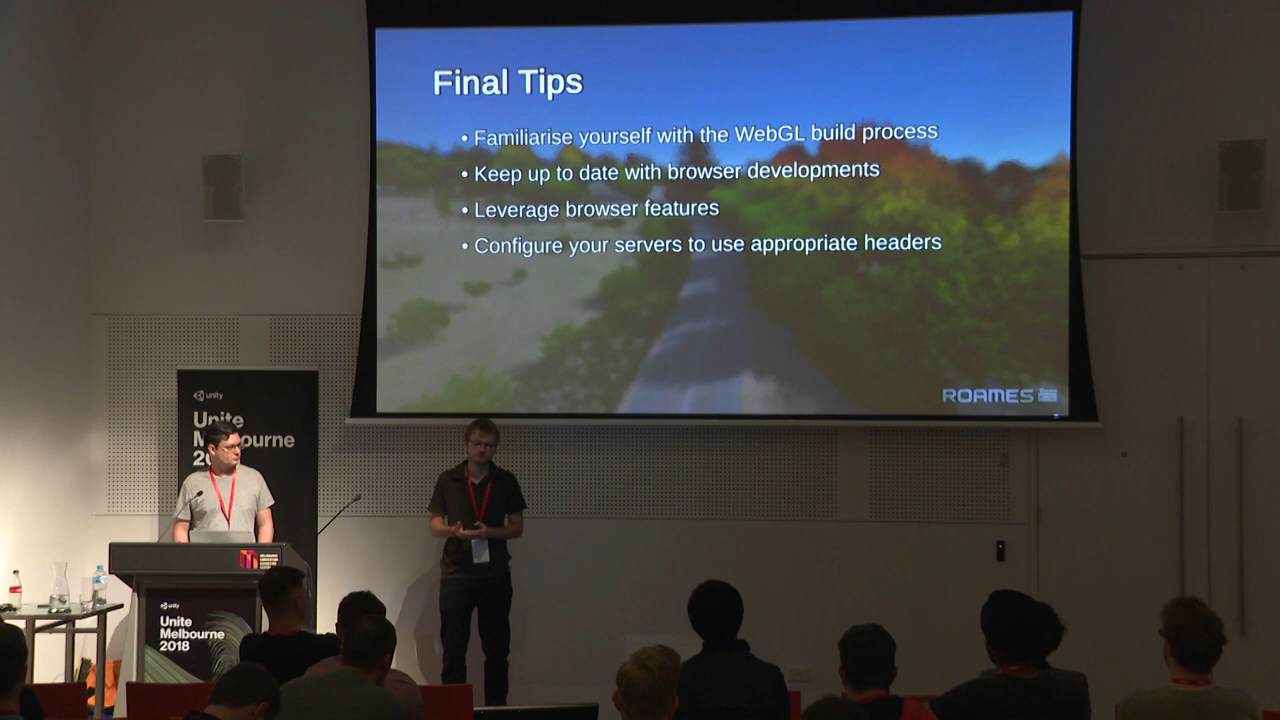 Final Tips
• Familiarise yourself with the WebGL build process
• Keep up to date with browser developments
• Leverage browser features
• Configure your servers to use appropriate headers
ROAMES
unity
Unite
Melbourne
unity
Unite
Melbourne
2018